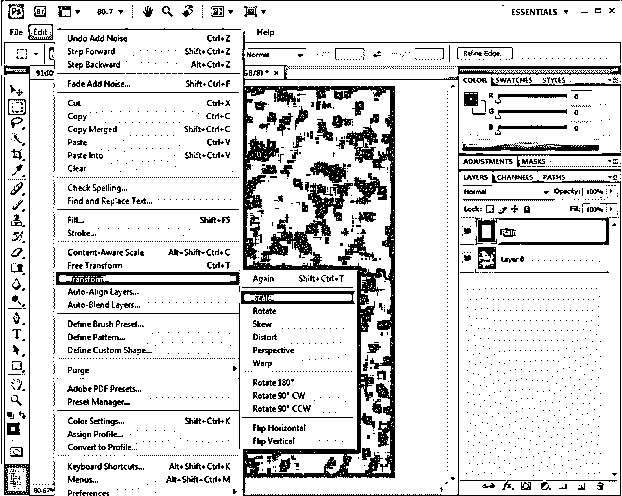 Ps Br 80.7 ESSENTIALS
File Edit Help
Normal Refine Edge...
Undo Add Noise Ctrl+Z
Step Forward Shift+Ctrl+Z
Step Backward Alt+Ctrl+Z
Fade Add Noise... Shift+Ctrl+F
Cut Ctrl+X
Copy Ctrl+C
Copy Merged Shift+Ctrl+C
Paste Ctrl+V
Paste Into Shift+Ctrl+V
Clear
Check Spelling...
Find and Replace Text...
Fill... Shift+F5
Stroke...
Content-Aware Scale Alt+Shift+Ctrl+C
Free Transform Ctrl+T
Transform
Auto-Align Layers...
Auto-Blend Layers...
Define Brush Preset...
Define Pattern...
Define Custom Shape...
Purge
Adobe PDF Presets...
Preset Manager...
Color Settings... Shift+Ctrl+K
Assign Profile...
Convert to Profile...
Keyboard Shortcuts... Alt+Shift+Ctrl+K
Menus... Alt+Shift+Ctrl+M
Preferences
Again Shift+Ctrl+T
Scale
Rotate
Skew
Distort
Perspective
Warp
Rotate 180°
Rotate 90° CW
Rotate 90° CCW
Flip Horizontal
Flip Vertical
COLOR SWATCHES STYLES
R 0
G 0
B 0
ADJUSTMENTS MASKS
LAYERS CHANNELS PATHS
Normal Opacity: 100%
Lock: Fill: 100%
Layer 0